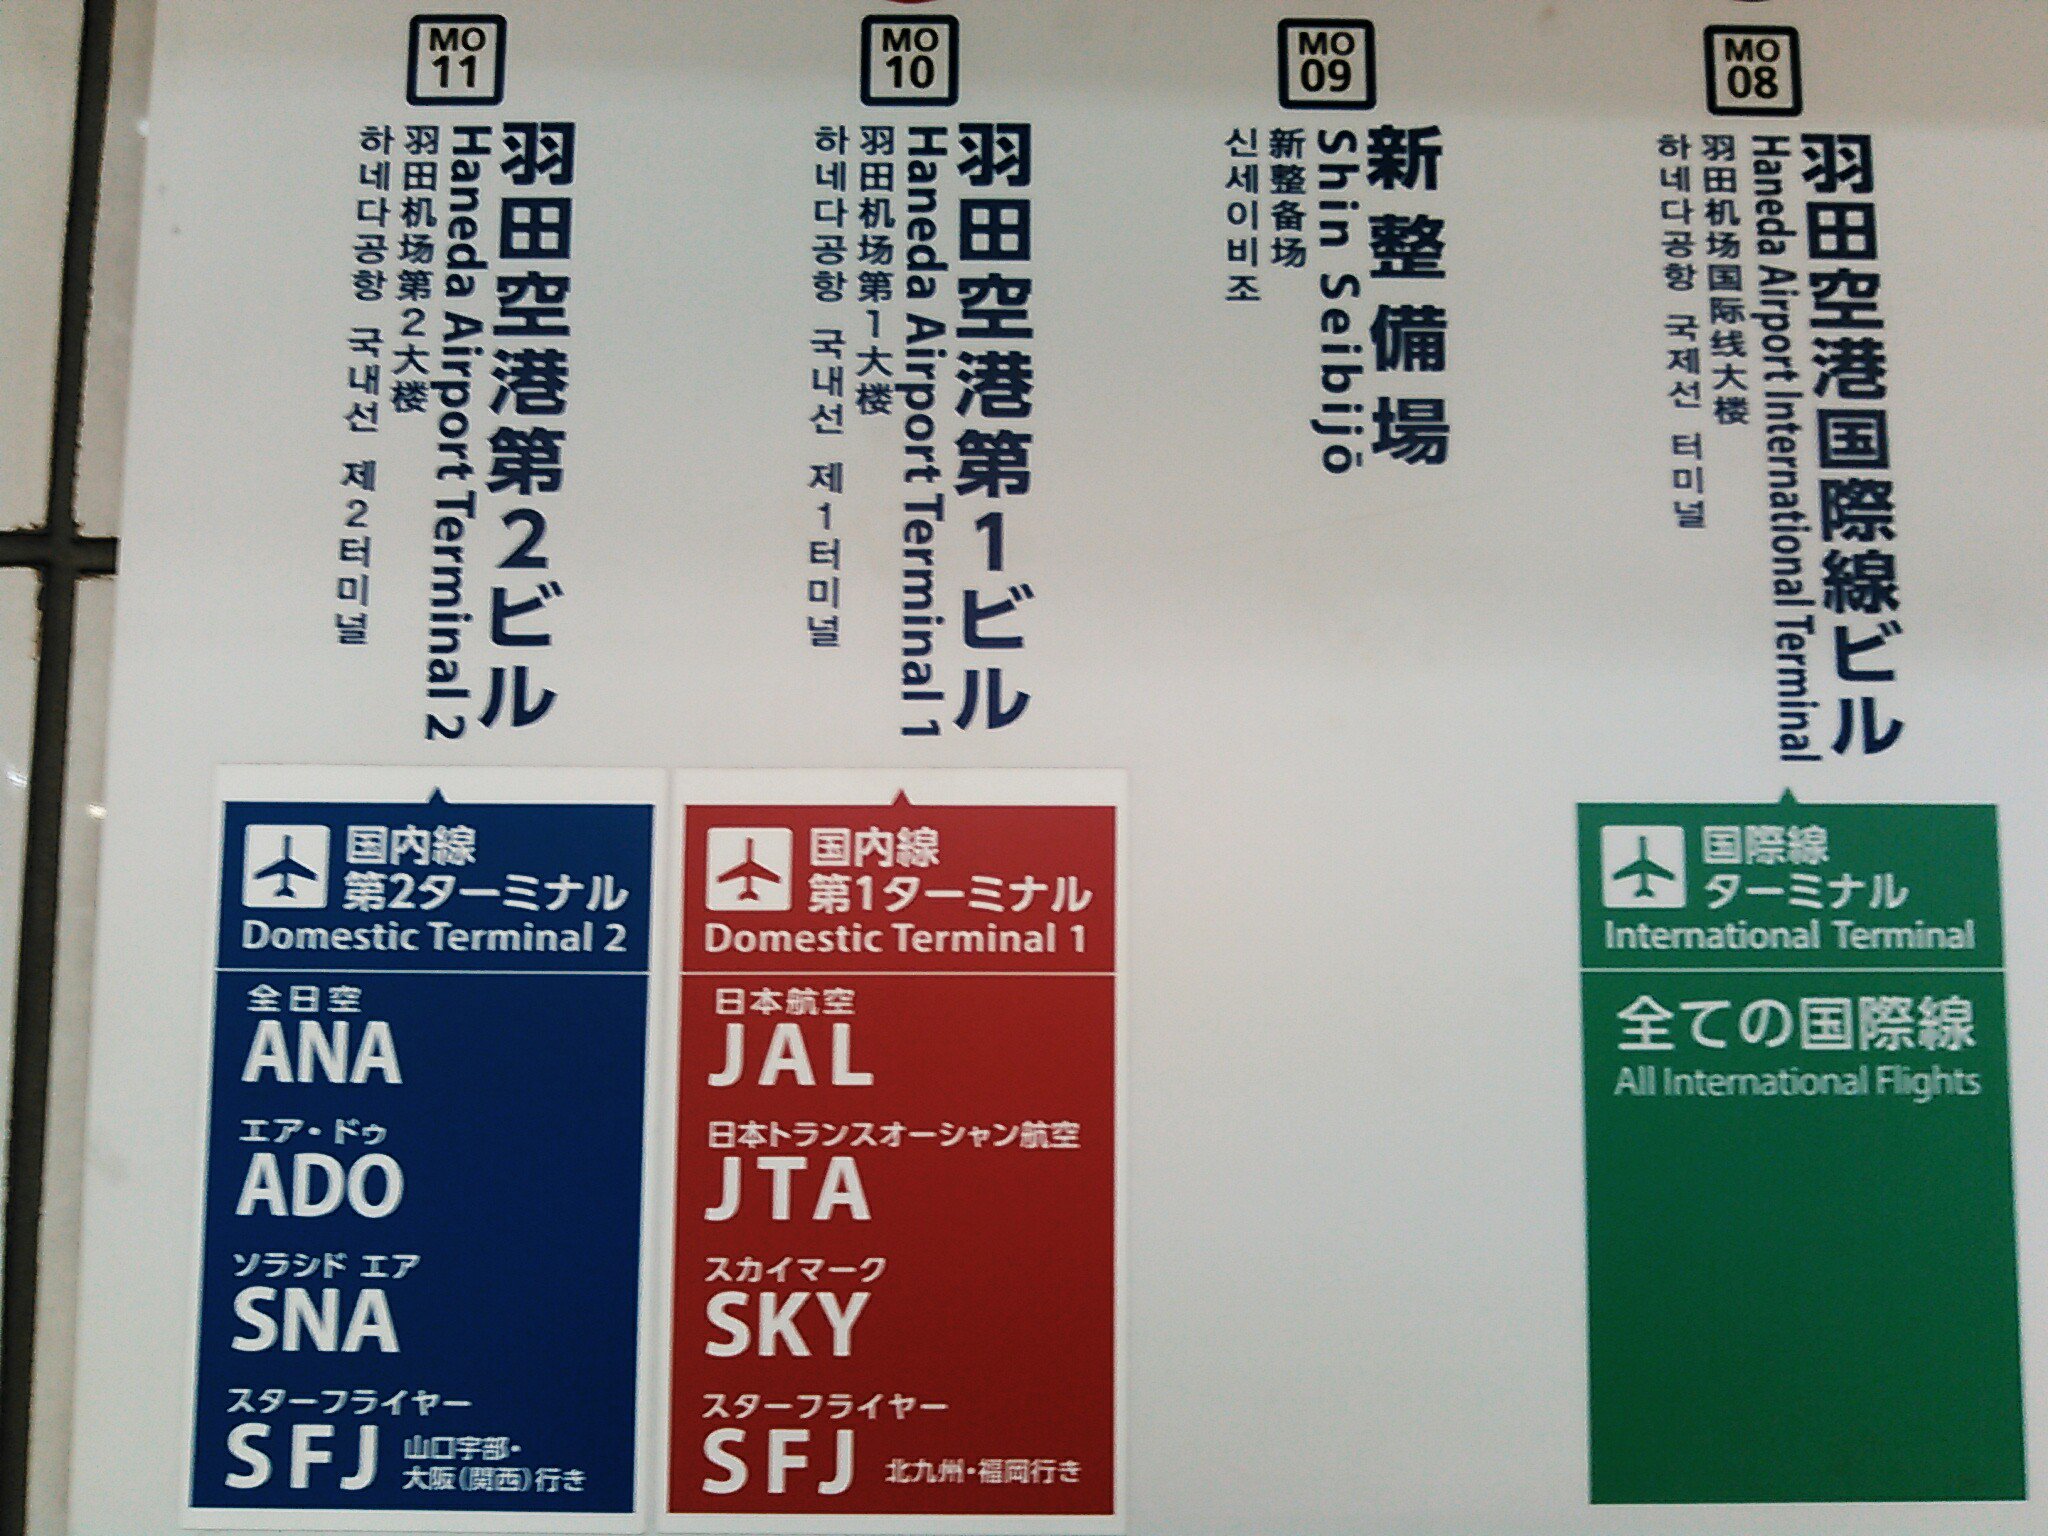 MO
11
羽田空港第2ビル
Haneda Airport Terminal 2
羽田机场第2大楼
하네다공항 국내선 제2터미널
国内線
第2ターミナル
Domestic Terminal 2
全日空
ANA
エア・ドゥ
ADO
ソラシド エア
SNA
スターフライヤー
SFJ
山口宇部・
大阪(関西)行き
MO
10
羽田空港第1ビル
Haneda Airport Terminal 1
羽田机场第1大楼
하네다공항 국내선 제1터미널
国内線
第1ターミナル
Domestic Terminal 1
日本航空
JAL
日本トランスオーシャン航空
JTA
スカイマーク
SKY
スターフライヤー
SFJ
北九州・福岡行き
MO
09
新整備場
Shin Seibijō
新整备场
신세이비조
MO
08
羽田空港国際線ビル
Haneda Airport International Terminal
羽田机场国际线大楼
하네다공항 국제선 터미널
国際線
ターミナル
International Terminal
全ての国際線
All International Flights